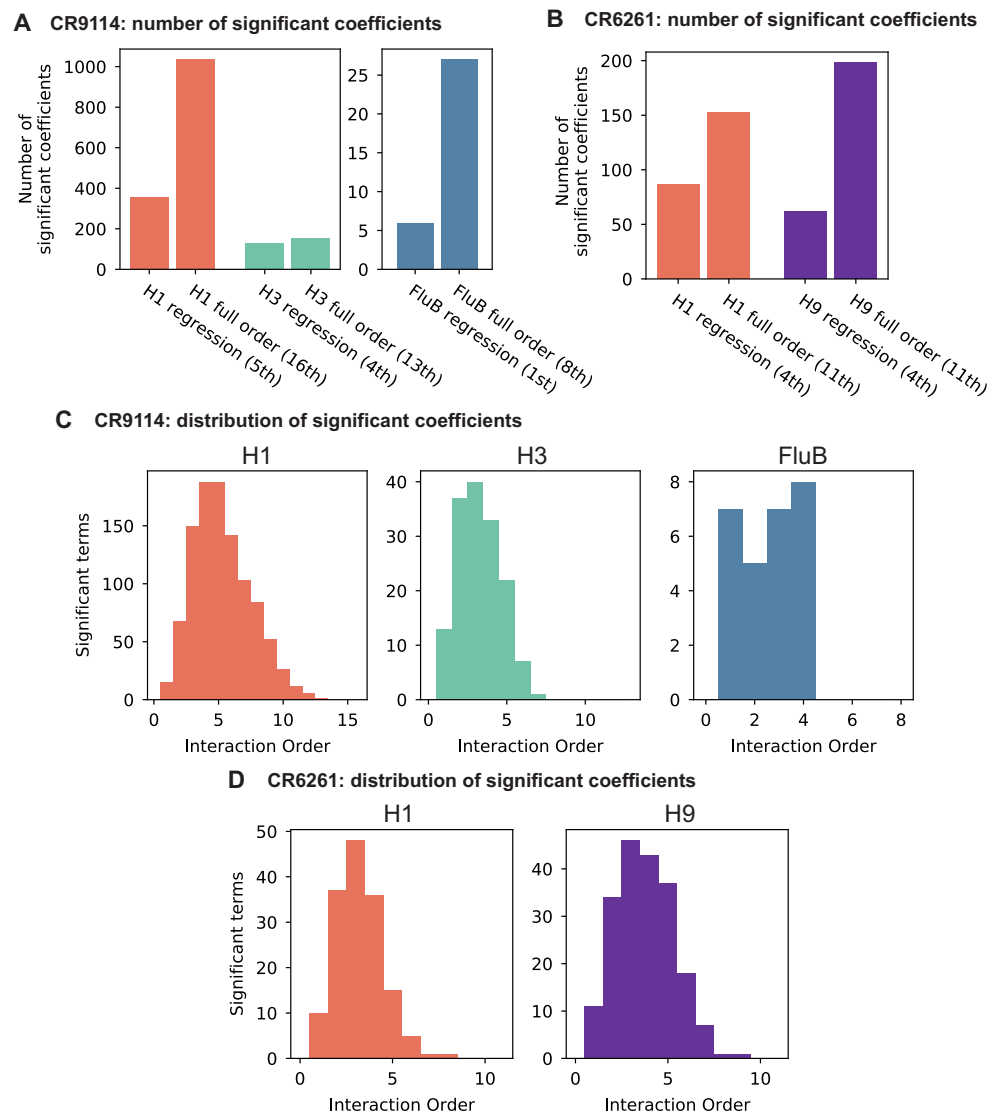 A CR9114: number of significant coefficients
Number of
significant coefficients
0
200
400
600
800
1000
H1 regression (5th)
H1 full order (16th)
H3 regression (4th)
H3 full order (13th)
0
5
10
15
20
25
FluB regression (1st)
FluB full order (8th)
B CR6261: number of significant coefficients
Number of
significant coefficients
0
50
100
150
200
H1 regression (4th)
H1 full order (11th)
H9 regression (4th)
H9 full order (11th)
C CR9114: distribution of significant coefficients
H1
Significant terms
0
50
100
150
0 5 10 15
Interaction Order
H3
0
10
20
30
40
0 5 10
Interaction Order
FluB
0
2
4
6
8
0 2 4 6 8
Interaction Order
D CR6261: distribution of significant coefficients
H1
Significant terms
0
10
20
30
40
50
0 5 10
Interaction Order
H9
0
10
20
30
40
0 5 10
Interaction Order